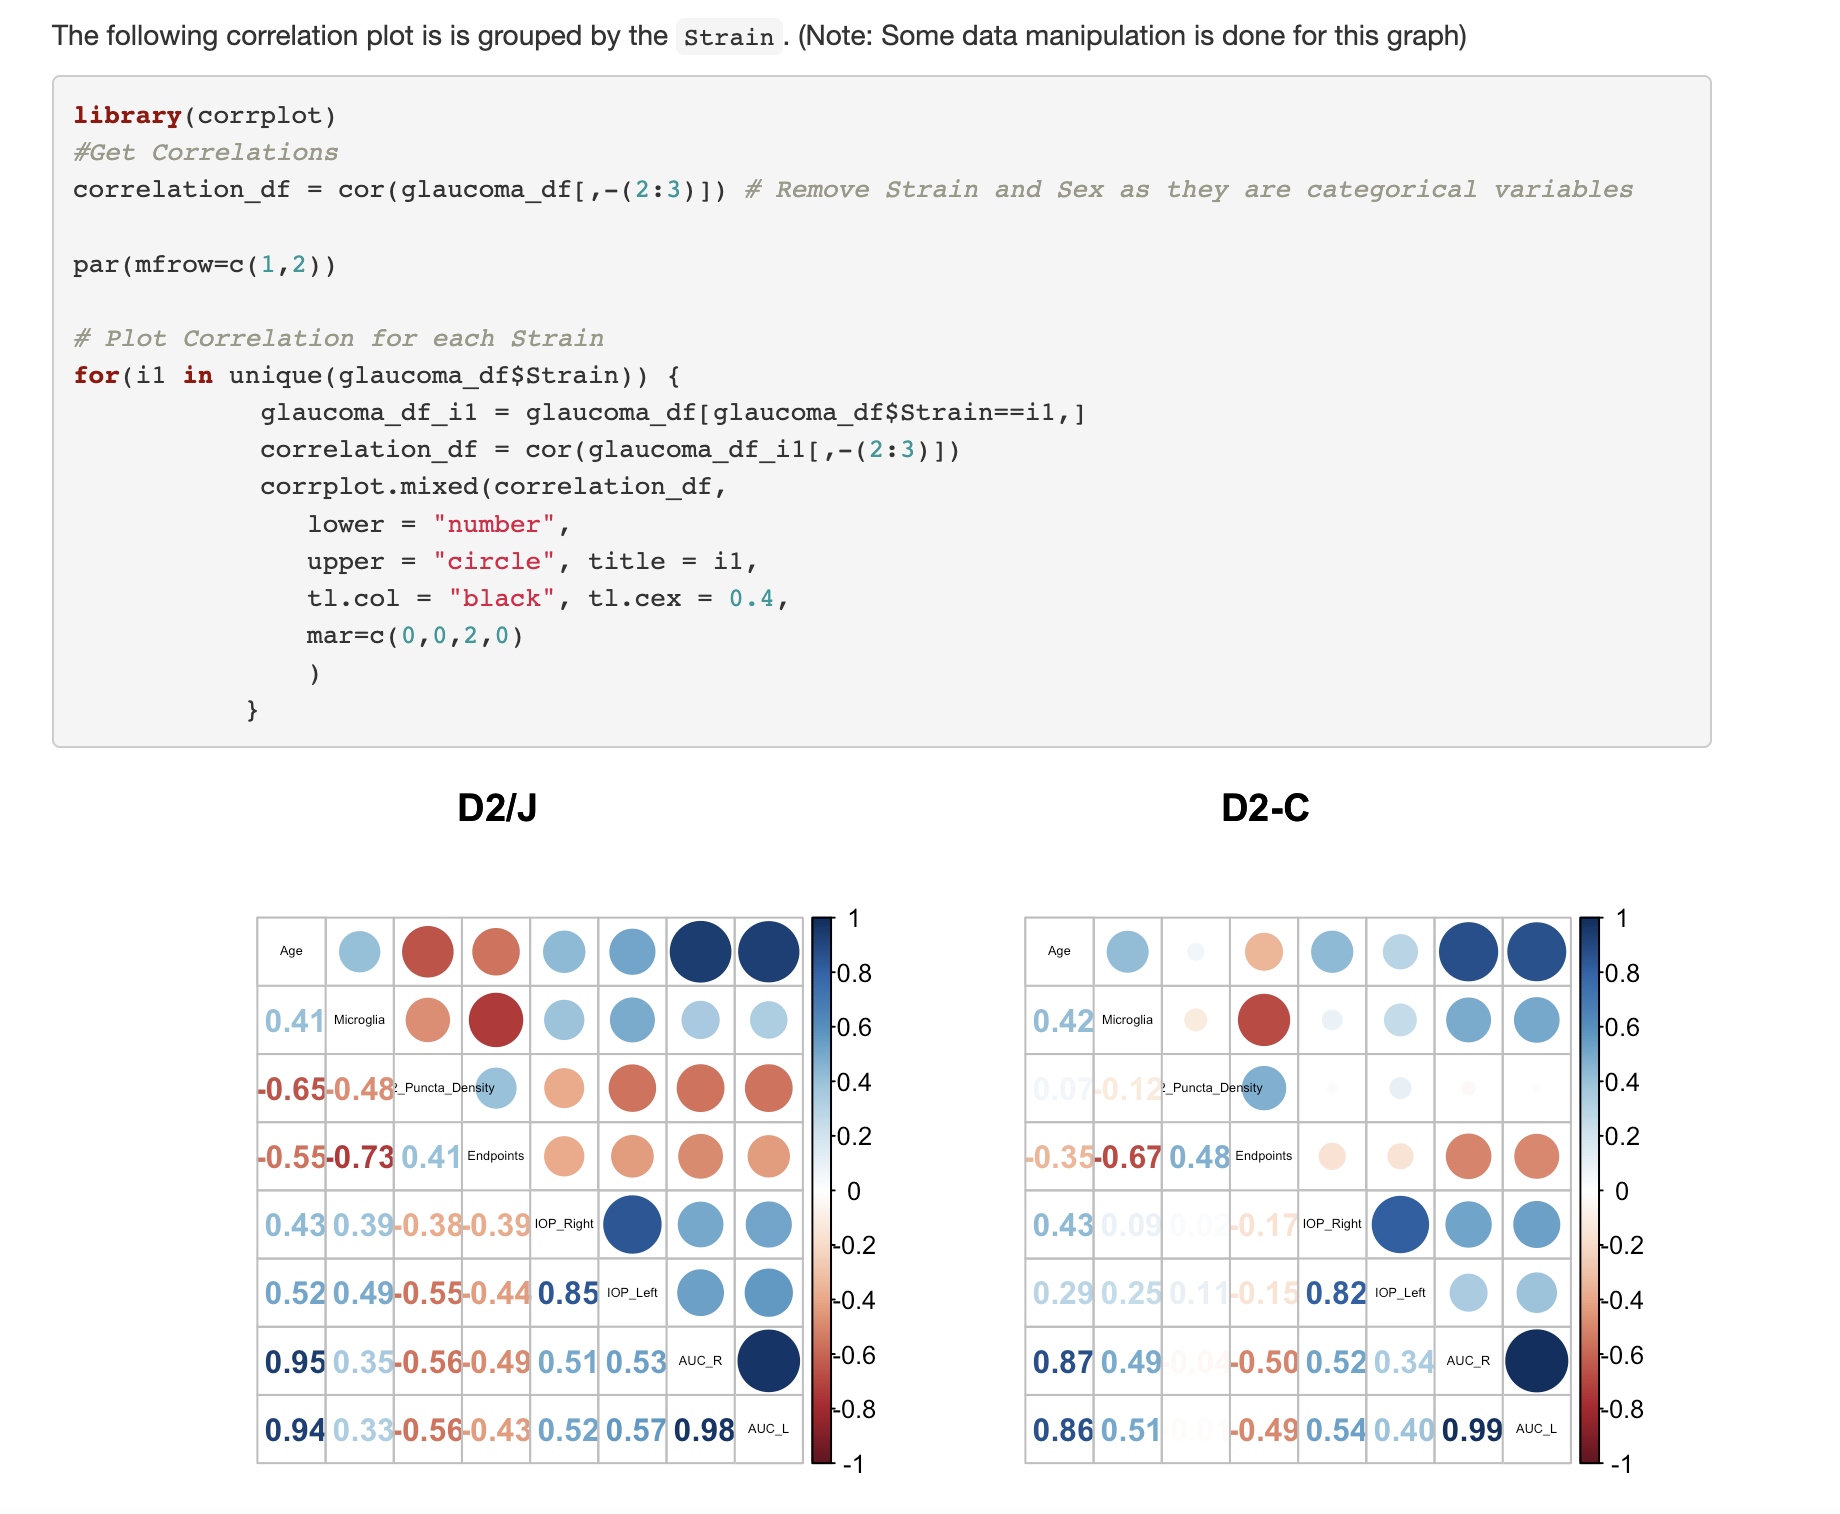 The following correlation plot is is grouped by the Strain. (Note: Some data manipulation is done for this graph)
library(corrplot)
#Get Correlations
correlation_df = cor(glaucoma_df[,-(2:3)]) # Remove Strain and Sex as they are categorical variables
par(mfrow=c(1,2))
# Plot Correlation for each Strain
for(i1 in unique(glaucoma_df$Strain)) {
glaucoma_df_i1 = glaucoma_df[glaucoma_df$Strain==i1,]
correlation_df = cor(glaucoma_df_i1[,-(2:3)])
corrplot.mixed(correlation_df,
lower = "number",
upper = "circle", title = i1,
tl.col = "black", tl.cex = 0.4,
mar=c(0,0,2,0)
)
}
D2/J
Age
0.41 Microglia
-0.65 -0.48 2_Puncta_Density
-0.55 -0.73 0.41 Endpoints
0.43 0.39 -0.38 -0.39 IOP_Right
0.52 0.49 -0.55 -0.44 0.85 IOP_Left
0.95 0.35 -0.56 -0.49 0.51 0.53 AUC_R
0.94 0.33 -0.56 -0.43 0.52 0.57 0.98 AUC_L
1
0.8
0.6
0.4
0.2
0
-0.2
-0.4
-0.6
-0.8
-1
D2-C
Age
0.42 Microglia
0.07 -0.12 2_Puncta_Density
-0.35 -0.67 0.48 Endpoints
0.43 0.09 0.02 -0.17 IOP_Right
0.29 0.25 0.11 -0.15 0.82 IOP_Left
0.87 0.49 -0.04 -0.50 0.52 0.34 AUC_R
0.86 0.51 0.01 -0.49 0.54 0.40 0.99 AUC_L
1
0.8
0.6
0.4
0.2
0
-0.2
-0.4
-0.6
-0.8
-1